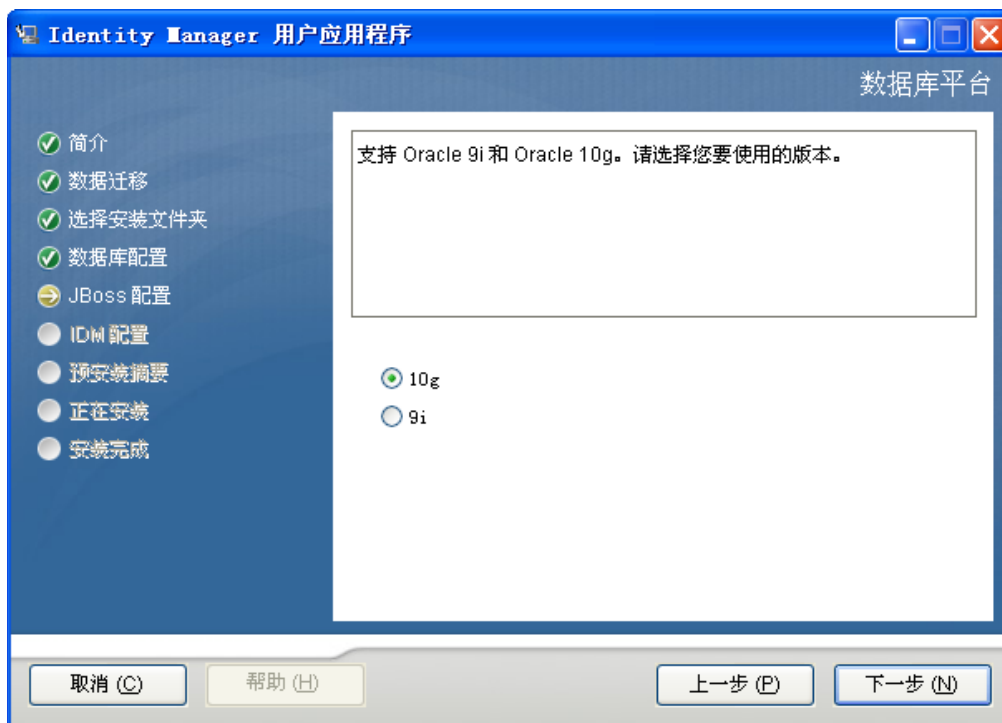 Identity Manager 用户应用程序
数据库平台
简介
数据迁移
选择安装文件夹
数据库配置
JBoss 配置
IDM 配置
预安装摘要
正在安装
安装完成
支持 Oracle 9i 和 Oracle 10g。请选择您要使用的版本。
10g
9i
取消 (C)
帮助 (H)
上一步 (P)
下一步 (N)